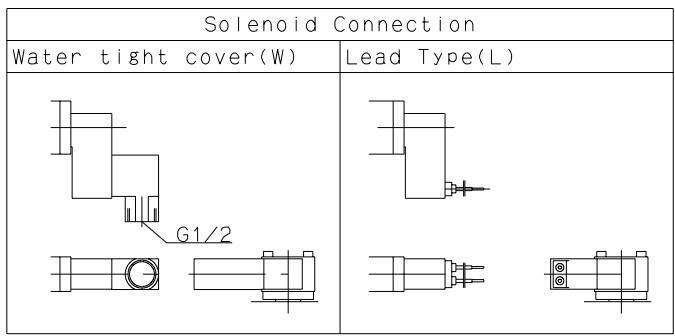 Solenoid Connection
Water tight cover(W)
Lead Type(L)
G1/2